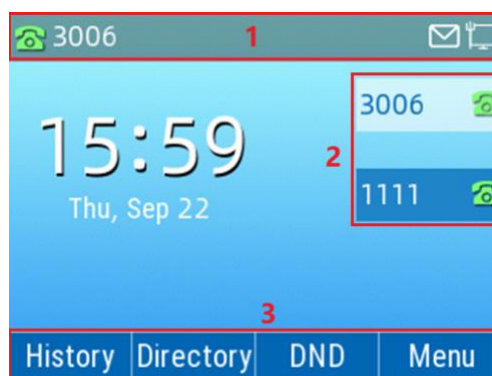 3006 1
3006
15:59 2
Thu, Sep 22
1111
3
History Directory DND Menu